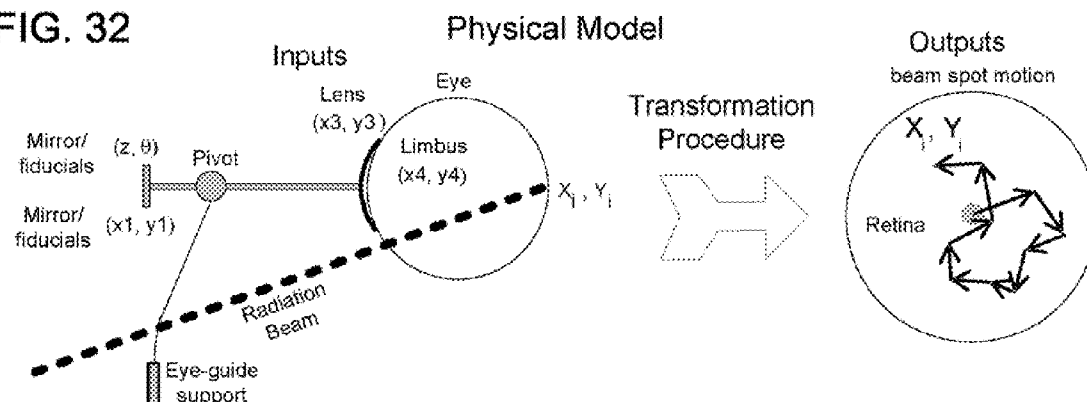 FIG. 32
Physical Model
Inputs
Outputs
beam spot motion
Lens
(x3, y3)
Eye
Limbus
(x4, y4)
Mirror/
fiducials
(z, θ)
Pivot
Mirror/
fiducials
(x1, y1)
Xi, Yi
Transformation
Procedure
Xi, Yi
Retina
Radiation
Beam
Eye-guide
support